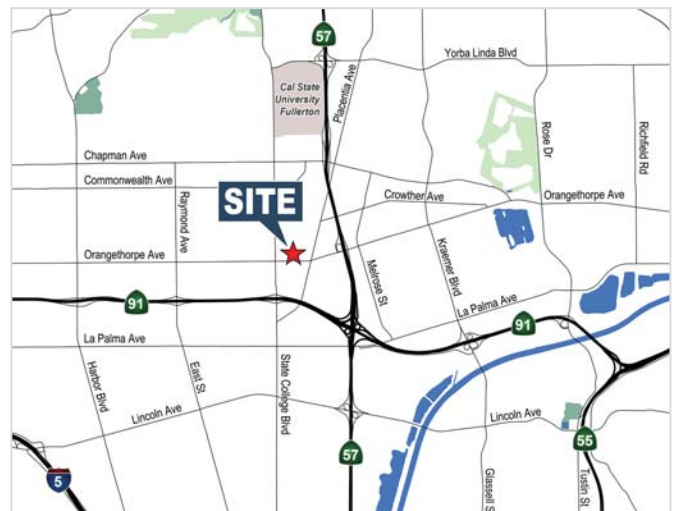 57
Yorba Linda Blvd
Cal State
University
Fullerton
Placentia Ave
Rose Dr
Richfield Rd
Chapman Ave
Commonwealth Ave
Raymond Ave
SITE
Crowther Ave
Orangethorpe Ave
Orangethorpe Ave
Melrose St
Kraemer Blvd
La Palma Ave
91
91
La Palma Ave
Harbor Blvd
East St
State College Blvd
Lincoln Ave
Lincoln Ave
57
55
5
Glassell S
Tustin St